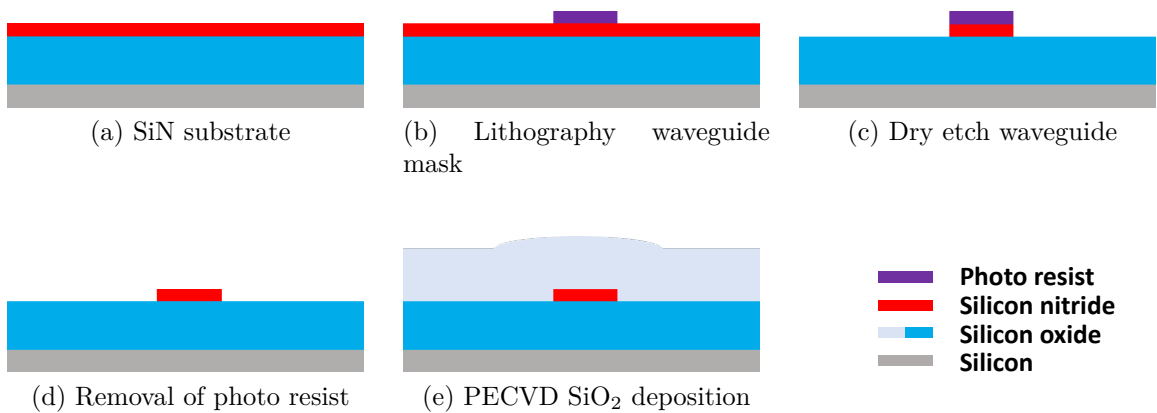 (a) SiN substrate
(b) Lithography waveguide
mask
(c) Dry etch waveguide
(d) Removal of photo resist
(e) PECVD SiO₂ deposition
Photo resist
Silicon nitride
Silicon oxide
Silicon